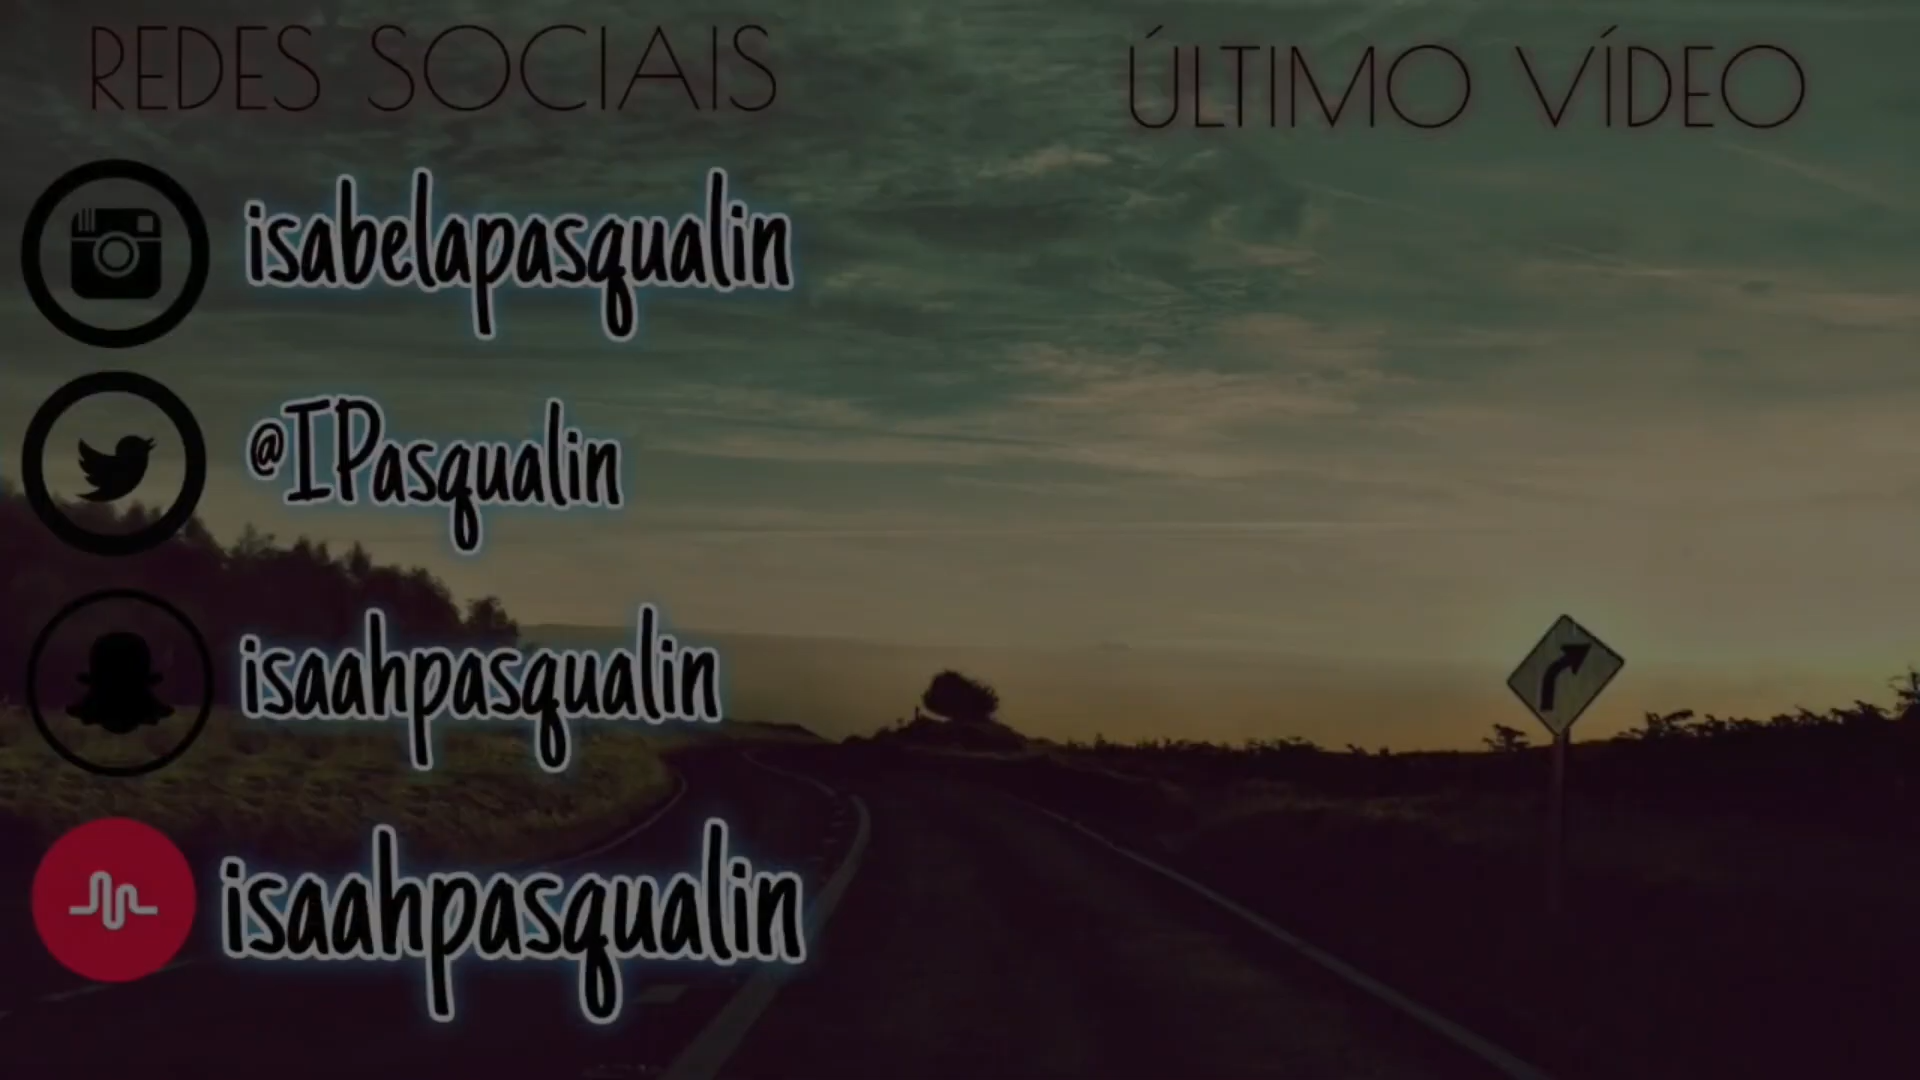 REDES SOCIAIS
ÚLTIMO VÍDEO
isabelapasqualin
@IPasqualin
isaahpasqualin
isaahpasqualin